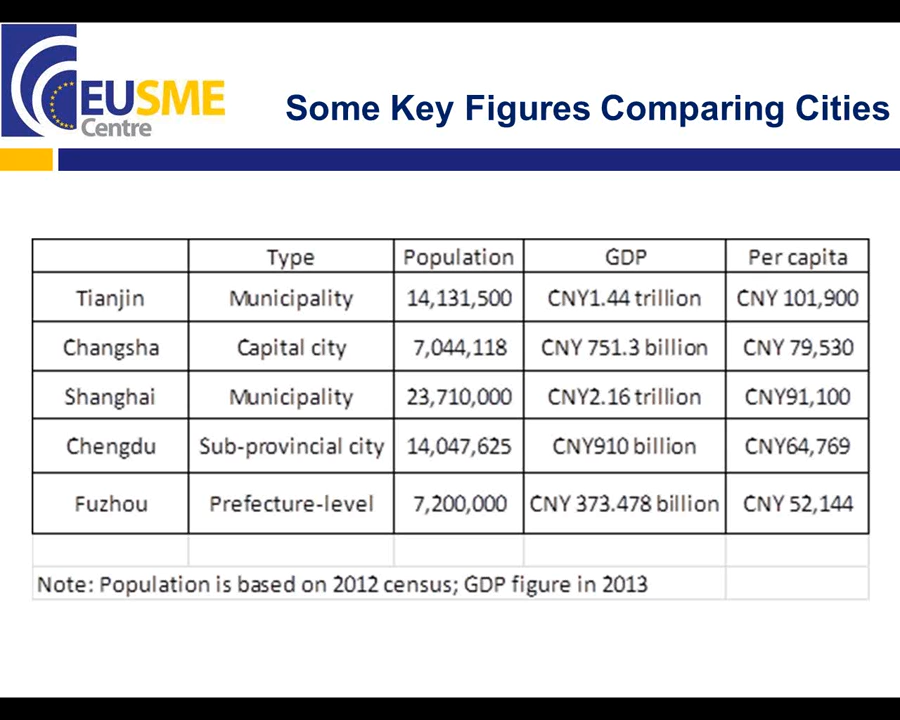 EUSME
Centre
Some Key Figures Comparing Cities
Type Population GDP Per capita
Tianjin Municipality 14,131,500 CNY1.44 trillion CNY 101,900
Changsha Capital city 7,044,118 CNY 751.3 billion CNY 79,530
Shanghai Municipality 23,710,000 CNY2.16 trillion CNY91,100
Chengdu Sub-provincial city 14,047,625 CNY910 billion CNY64,769
Fuzhou Prefecture-level 7,200,000 CNY 373.478 billion CNY 52,144
Note: Population is based on 2012 census; GDP figure in 2013